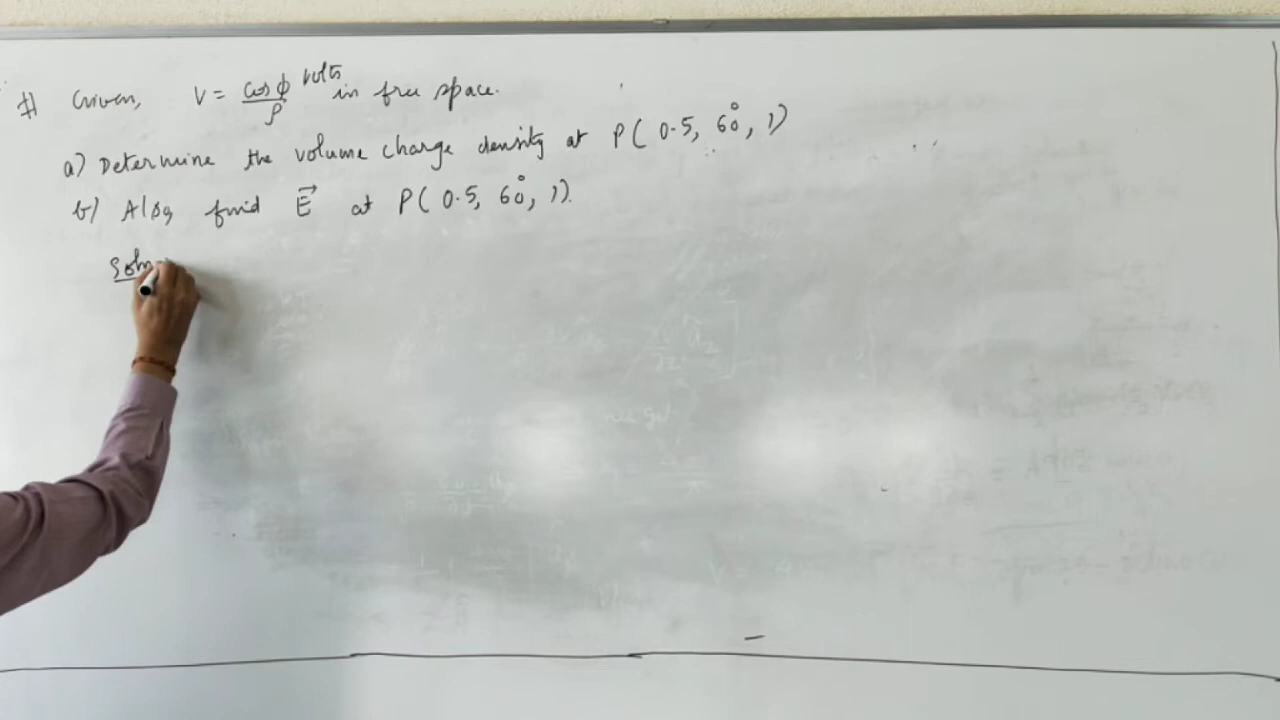 #) Given, V = cos ϕ / ρ volts in free space.
a) Determine the volume charge density at P( 0.5, 60°, 1)
b) Also find E⃗ at P( 0.5, 60°, 1).
Soln